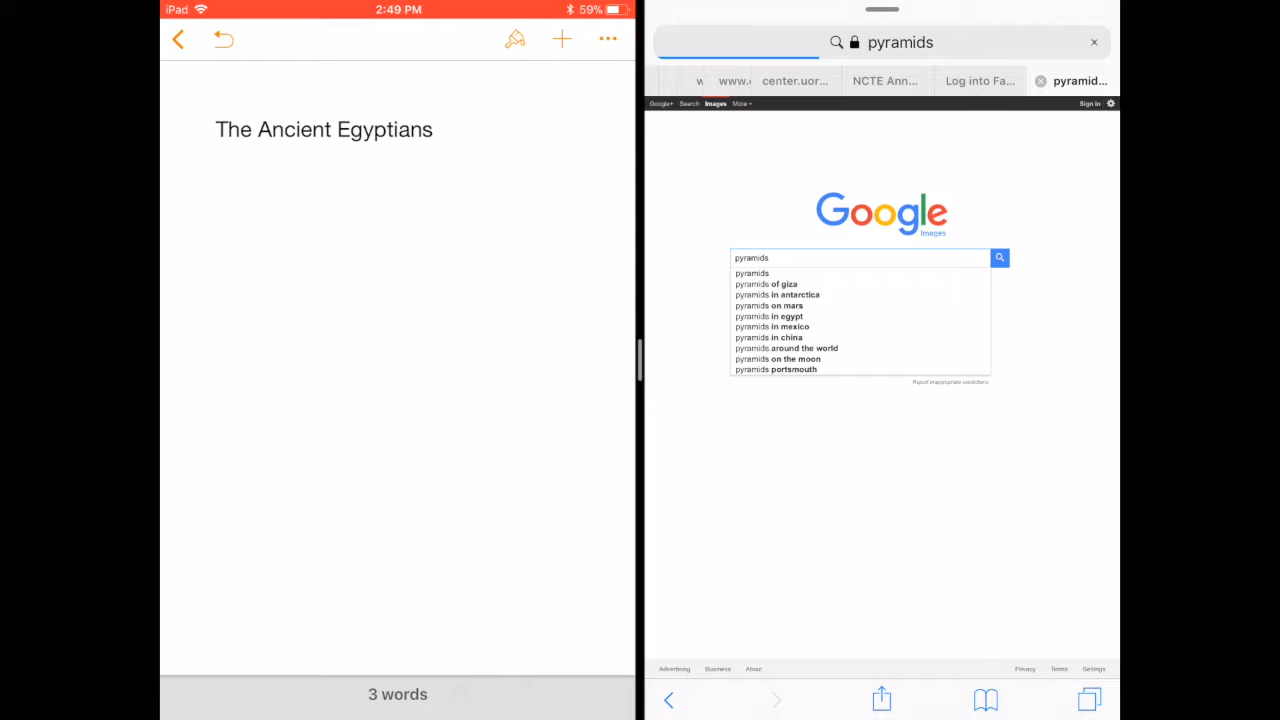 iPad 2:49 PM 59%
The Ancient Egyptians
3 words
pyramids
center.uor... NCTE Ann... Log into Fa... pyramid...
Google+ Search Images More Sign in
Google
Images
pyramids
pyramids
pyramids of giza
pyramids in antarctica
pyramids on mars
pyramids in egypt
pyramids in mexico
pyramids in china
pyramids around the world
pyramids on the moon
pyramids portsmouth
Report inappropriate predictions
Advertising Business About Privacy Terms Settings